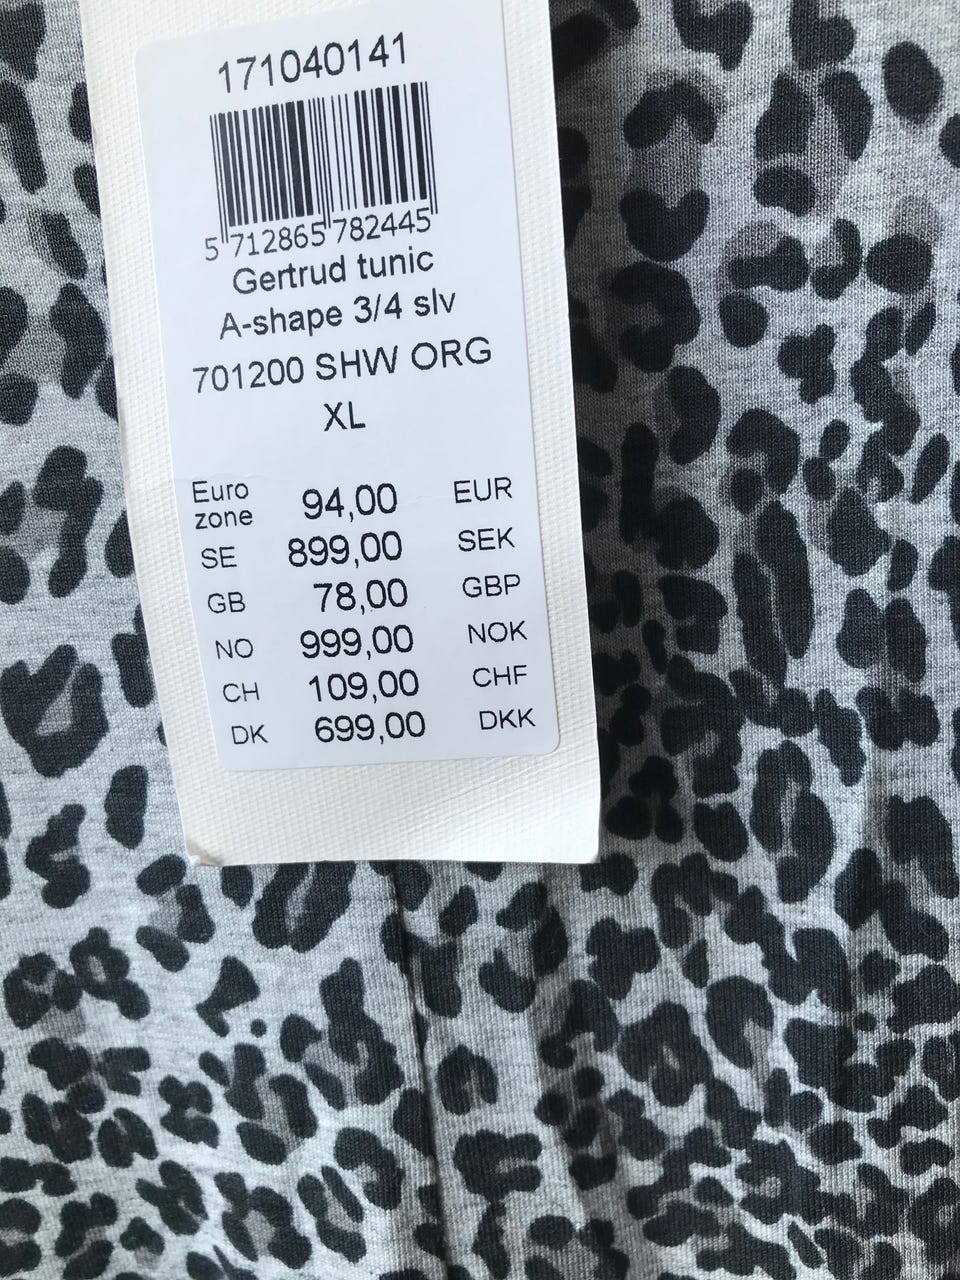 171040141
5 712865 782445
Gertrud tunic
A-shape 3/4 slv
701200 SHW ORG
XL
Euro zone 94,00 EUR
SE 899,00 SEK
GB 78,00 GBP
NO 999,00 NOK
CH 109,00 CHF
DK 699,00 DKK